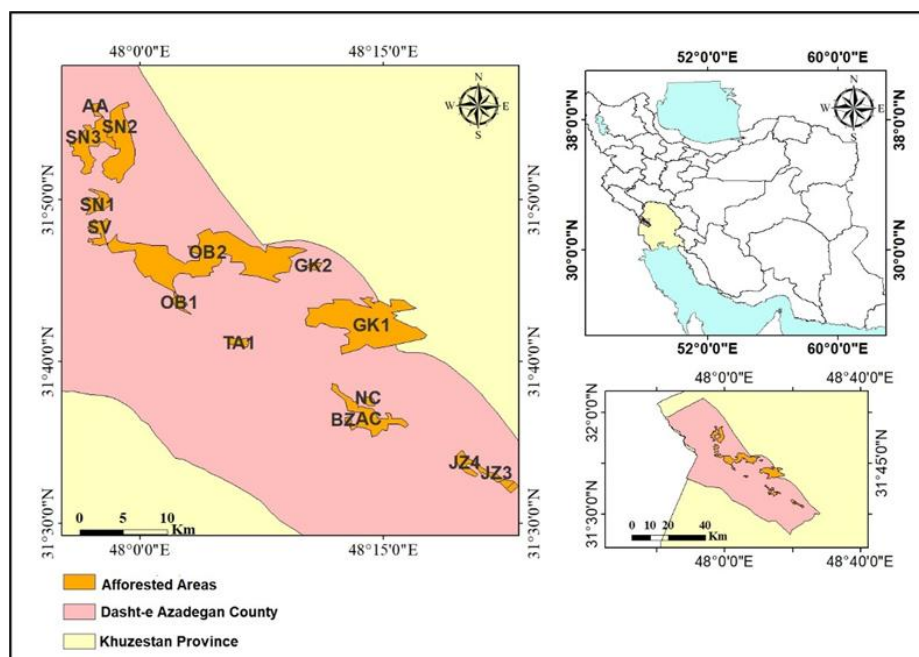 48°0'0"E
48°15'0"E
N
W
E
S
AA
SN2
SN3
SN1
SV
OB2
GK2
OB1
GK1
TA1
NC
BZAC
JZ4
JZ3
31°50'0"N
31°40'0"N
31°30'0"N
31°50'0"N
31°40'0"N
31°30'0"N
0 5 10
Km
48°0'0"E
48°15'0"E
52°0'0"E
60°0'0"E
N
W
E
S
38°0'0"N
30°0'0"N
38°0'0"N
30°0'0"N
52°0'0"E
60°0'0"E
48°0'0"E
48°40'0"E
32°0'0"N
31°30'0"N
31°45'0"N
0 10 20 40
Km
48°0'0"E
48°40'0"E
Afforested Areas
Dasht-e Azadegan County
Khuzestan Province